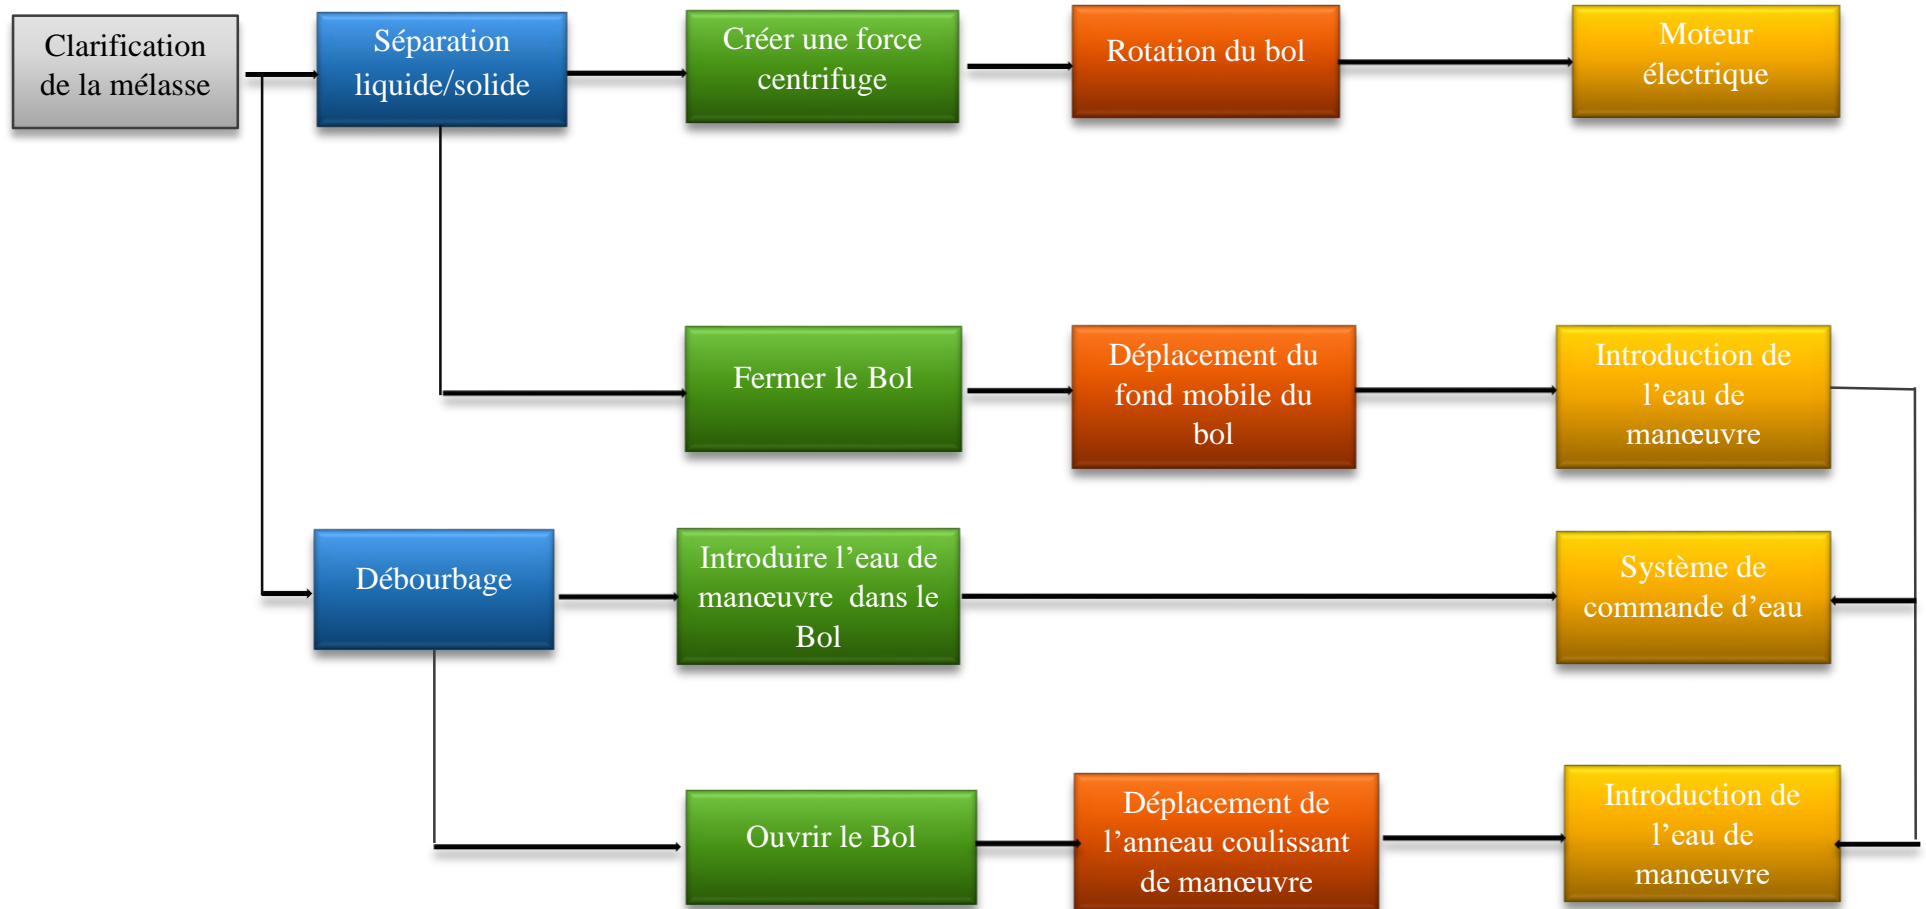 Clarification
de la mélasse
Séparation
liquide/solide
Créer une force
centrifuge
Rotation du bol
Moteur
électrique
Fermer le Bol
Déplacement du
fond mobile du
bol
Introduction de
l’eau de
manœuvre
Débourbage
Introduire l’eau de
manœuvre  dans le
Bol
Système de
commande d’eau
Ouvrir le Bol
Déplacement de
l’anneau coulissant
de manœuvre
Introduction de
l’eau de
manœuvre